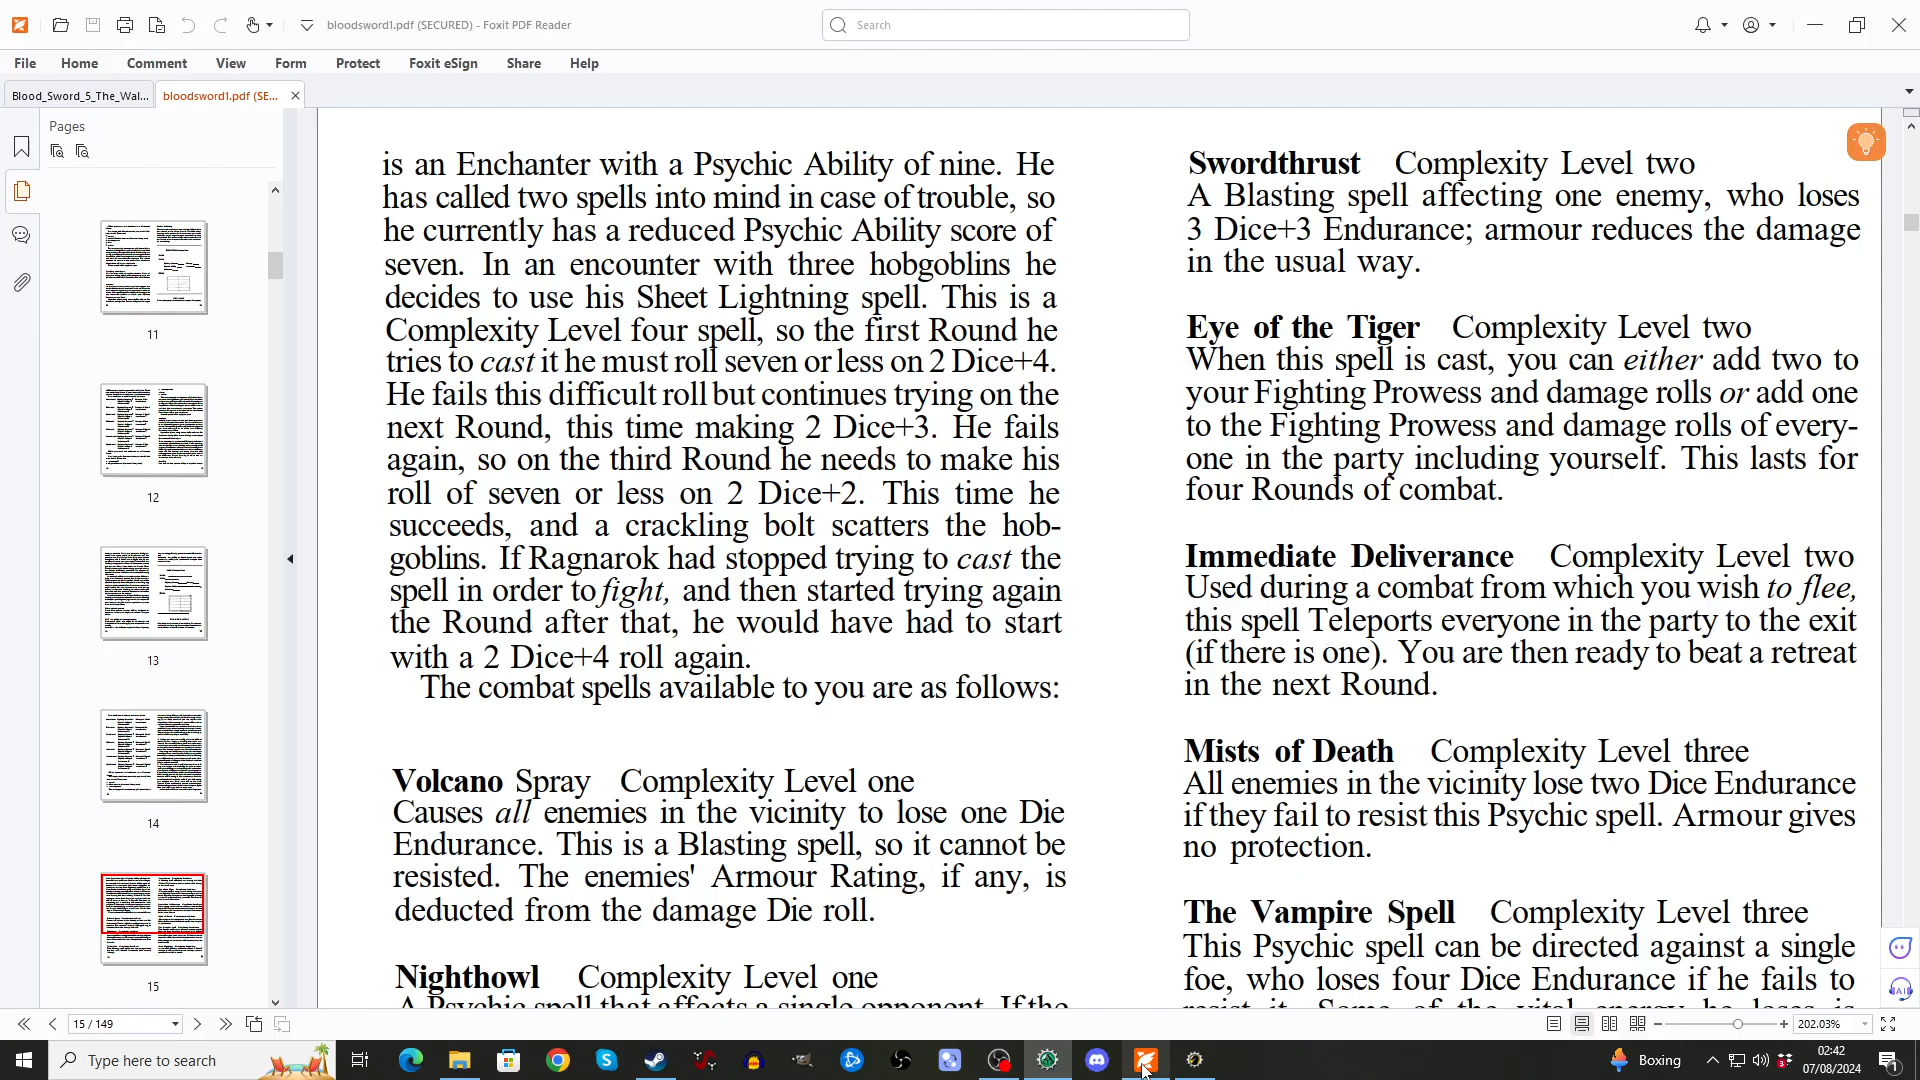 bloodsword1.pdf (SECURED) - Foxit PDF Reader
Search
File Home Comment View Form Protect Foxit eSign Share Help
Blood_Sword_5_The_Wal...
bloodsword1.pdf (SE...
Pages
11
12
13
14
15
is an Enchanter with a Psychic Ability of nine. He
has called two spells into mind in case of trouble, so
he currently has a reduced Psychic Ability score of
seven. In an encounter with three hobgoblins he
decides to use his Sheet Lightning spell. This is a
Complexity Level four spell, so the first Round he
tries to cast it he must roll seven or less on 2 Dice+4.
He fails this difficult roll but continues trying on the
next Round, this time making 2 Dice+3. He fails
again, so on the third Round he needs to make his
roll of seven or less on 2 Dice+2. This time he
succeeds, and a crackling bolt scatters the hob-
goblins. If Ragnarok had stopped trying to cast the
spell in order to fight, and then started trying again
the Round after that, he would have had to start
with a 2 Dice+4 roll again.
The combat spells available to you are as follows:
Volcano Spray Complexity Level one
Causes all enemies in the vicinity to lose one Die
Endurance. This is a Blasting spell, so it cannot be
resisted. The enemies' Armour Rating, if any, is
deducted from the damage Die roll.
Nighthowl Complexity Level one
A Psychic spell that affects a single opponent. If the
Swordthrust Complexity Level two
A Blasting spell affecting one enemy, who loses
3 Dice+3 Endurance; armour reduces the damage
in the usual way.
Eye of the Tiger Complexity Level two
When this spell is cast, you can either add two to
your Fighting Prowess and damage rolls or add one
to the Fighting Prowess and damage rolls of every-
one in the party including yourself. This lasts for
four Rounds of combat.
Immediate Deliverance Complexity Level two
Used during a combat from which you wish to flee,
this spell Teleports everyone in the party to the exit
(if there is one). You are then ready to beat a retreat
in the next Round.
Mists of Death Complexity Level three
All enemies in the vicinity lose two Dice Endurance
if they fail to resist this Psychic spell. Armour gives
no protection.
The Vampire Spell Complexity Level three
This Psychic spell can be directed against a single
foe, who loses four Dice Endurance if he fails to
resist it. Some of the vital energy he loses is
15 / 149
202.03%
Type here to search
Boxing
02:42
07/08/2024
1